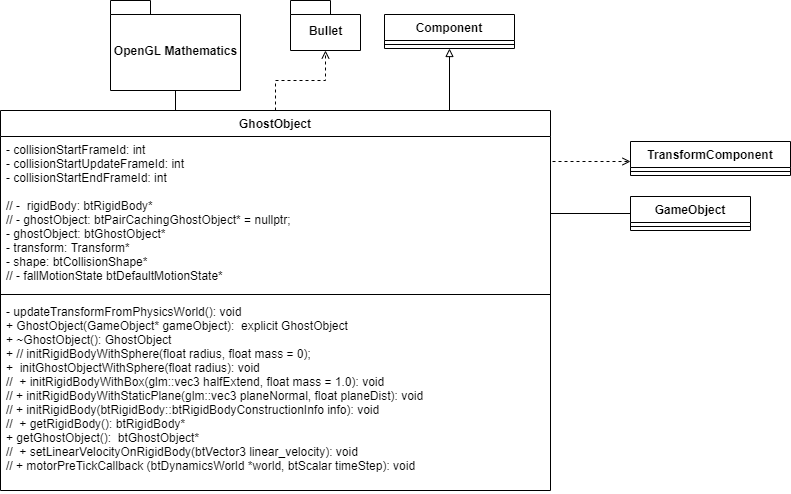 OpenGL Mathematics
Bullet
Component
GhostObject
- collisionStartFrameId: int
- collisionStartUpdateFrameId: int
- collisionStartEndFrameId: int
// -  rigidBody: btRigidBody*
// - ghostObject: btPairCachingGhostObject* = nullptr;
- ghostObject: btGhostObject*
- transform: Transform*
- shape: btCollisionShape*
// - fallMotionState btDefaultMotionState*
- updateTransformFromPhysicsWorld(): void
+ GhostObject(GameObject* gameObject):  explicit GhostObject
+ ~GhostObject(): GhostObject
+ // initRigidBodyWithSphere(float radius, float mass = 0);
+  initGhostObjectWithSphere(float radius): void
//  + initRigidBodyWithBox(glm::vec3 halfExtend, float mass = 1.0): void
// + initRigidBodyWithStaticPlane(glm::vec3 planeNormal, float planeDist): void
// + initRigidBody(btRigidBody::btRigidBodyConstructionInfo info): void
//  + getRigidBody(): btRigidBody*
+ getGhostObject():  btGhostObject*
//  + setLinearVelocityOnRigidBody(btVector3 linear_velocity): void
// + motorPreTickCallback (btDynamicsWorld *world, btScalar timeStep): void
TransformComponent
GameObject